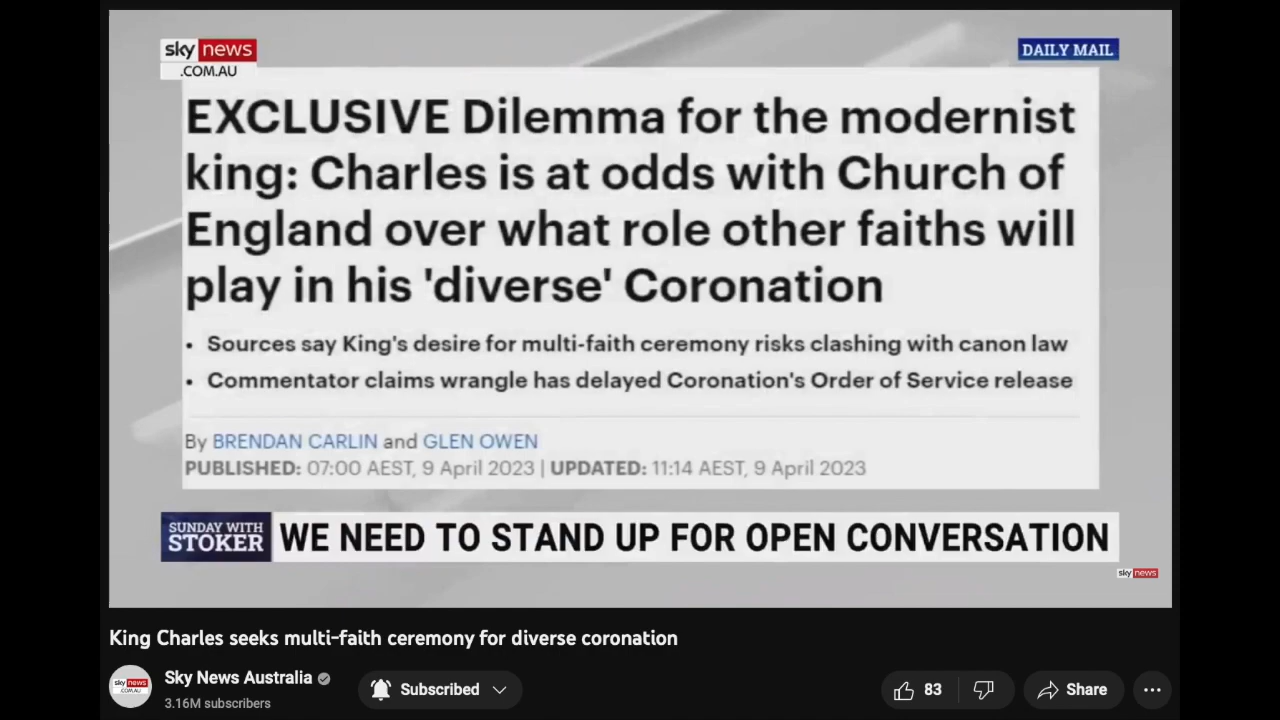 sky news
.COM.AU
DAILY MAIL
EXCLUSIVE Dilemma for the modernist
king: Charles is at odds with Church of
England over what role other faiths will
play in his 'diverse' Coronation
• Sources say King's desire for multi-faith ceremony risks clashing with canon law
• Commentator claims wrangle has delayed Coronation's Order of Service release
By BRENDAN CARLIN and GLEN OWEN
PUBLISHED: 07:00 AEST, 9 April 2023 | UPDATED: 11:14 AEST, 9 April 2023
SUNDAY WITH
STOKER
WE NEED TO STAND UP FOR OPEN CONVERSATION
sky news
King Charles seeks multi-faith ceremony for diverse coronation
sky news
.COM.AU
Sky News Australia
3.16M subscribers
Subscribed
83
Share